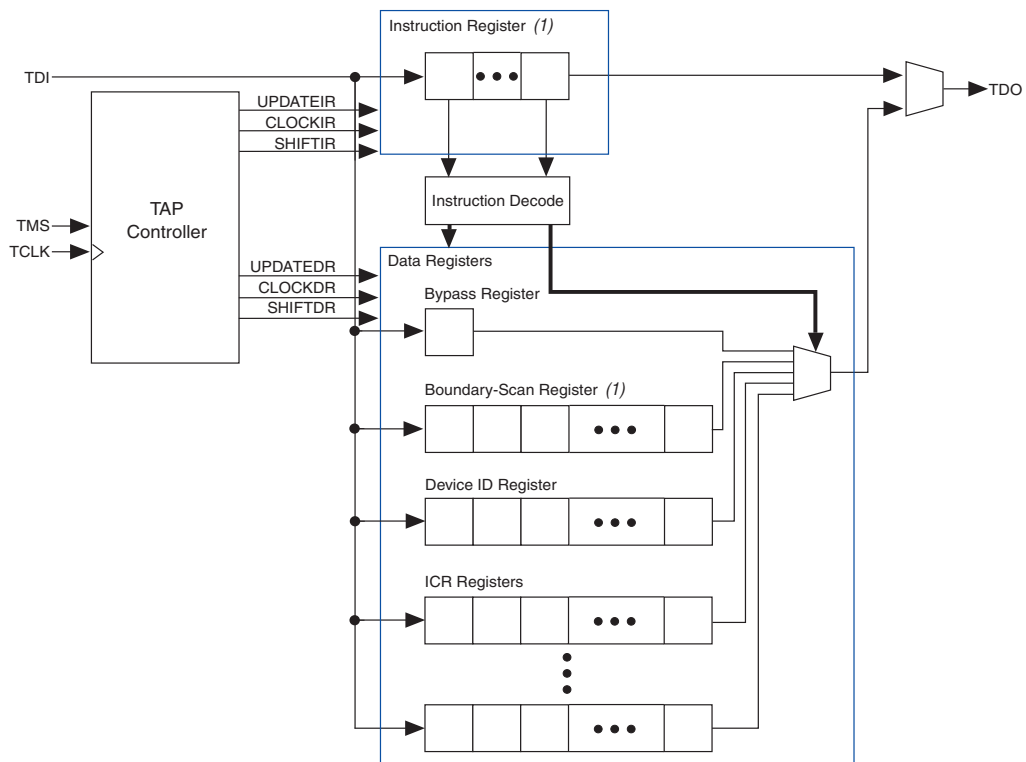 Instruction Register (1)
TDI
TDO
UPDATEIR
CLOCKIR
SHIFTIR
TAP
Controller
TMS
TCLK
Instruction Decode
UPDATEDR
CLOCKDR
SHIFTDR
Data Registers
Bypass Register
Boundary-Scan Register (1)
Device ID Register
ICR Registers